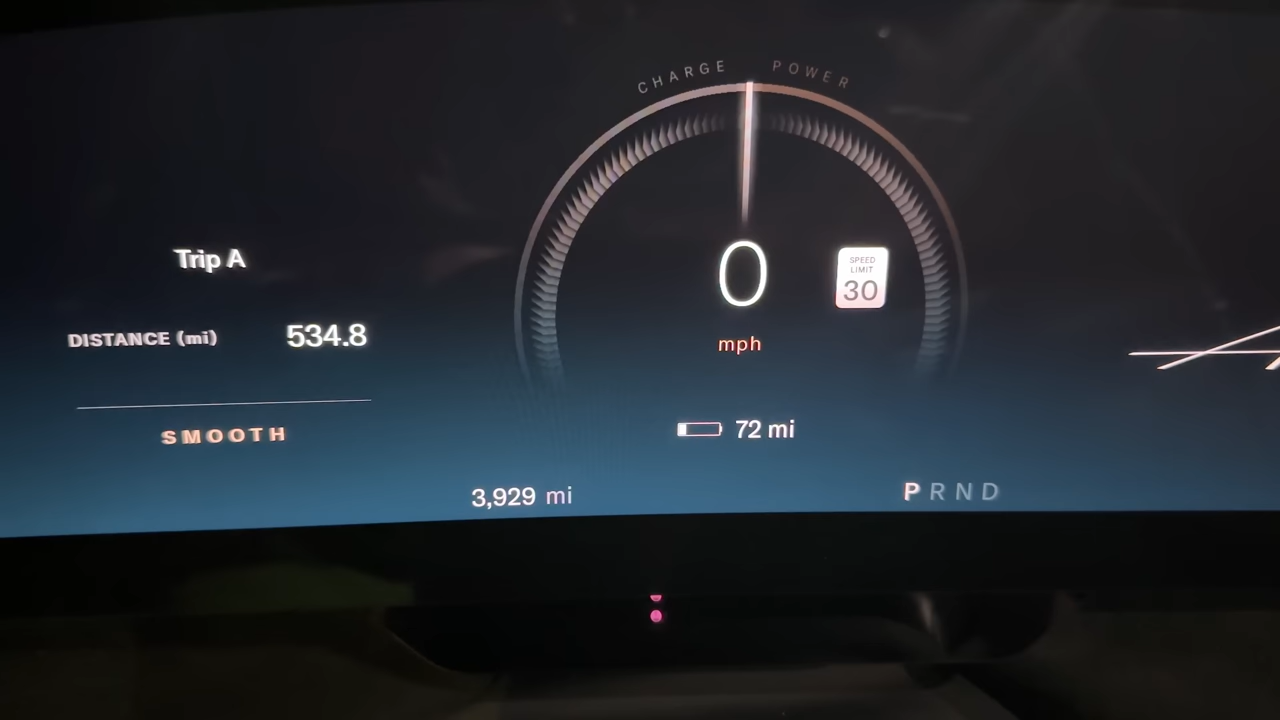 CHARGE POWER
Trip A
0
SPEED
LIMIT
30
DISTANCE (mi) 534.8
mph
72 mi
SMOOTH
3,929 mi
P R N D